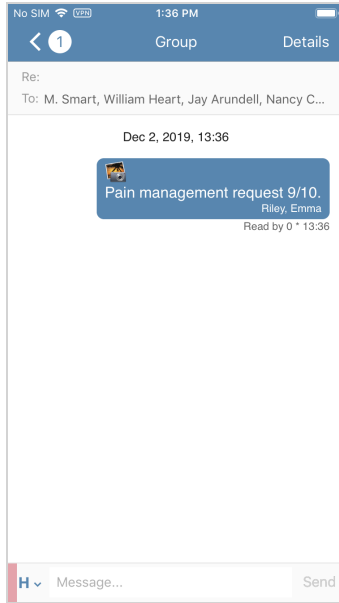 No SIM VPN 1:36 PM
1 Group Details
Re:
To: M. Smart, William Heart, Jay Arundell, Nancy C...
Dec 2, 2019, 13:36
Pain management request 9/10.
Riley, Emma
Read by 0 * 13:36
H Message... Send